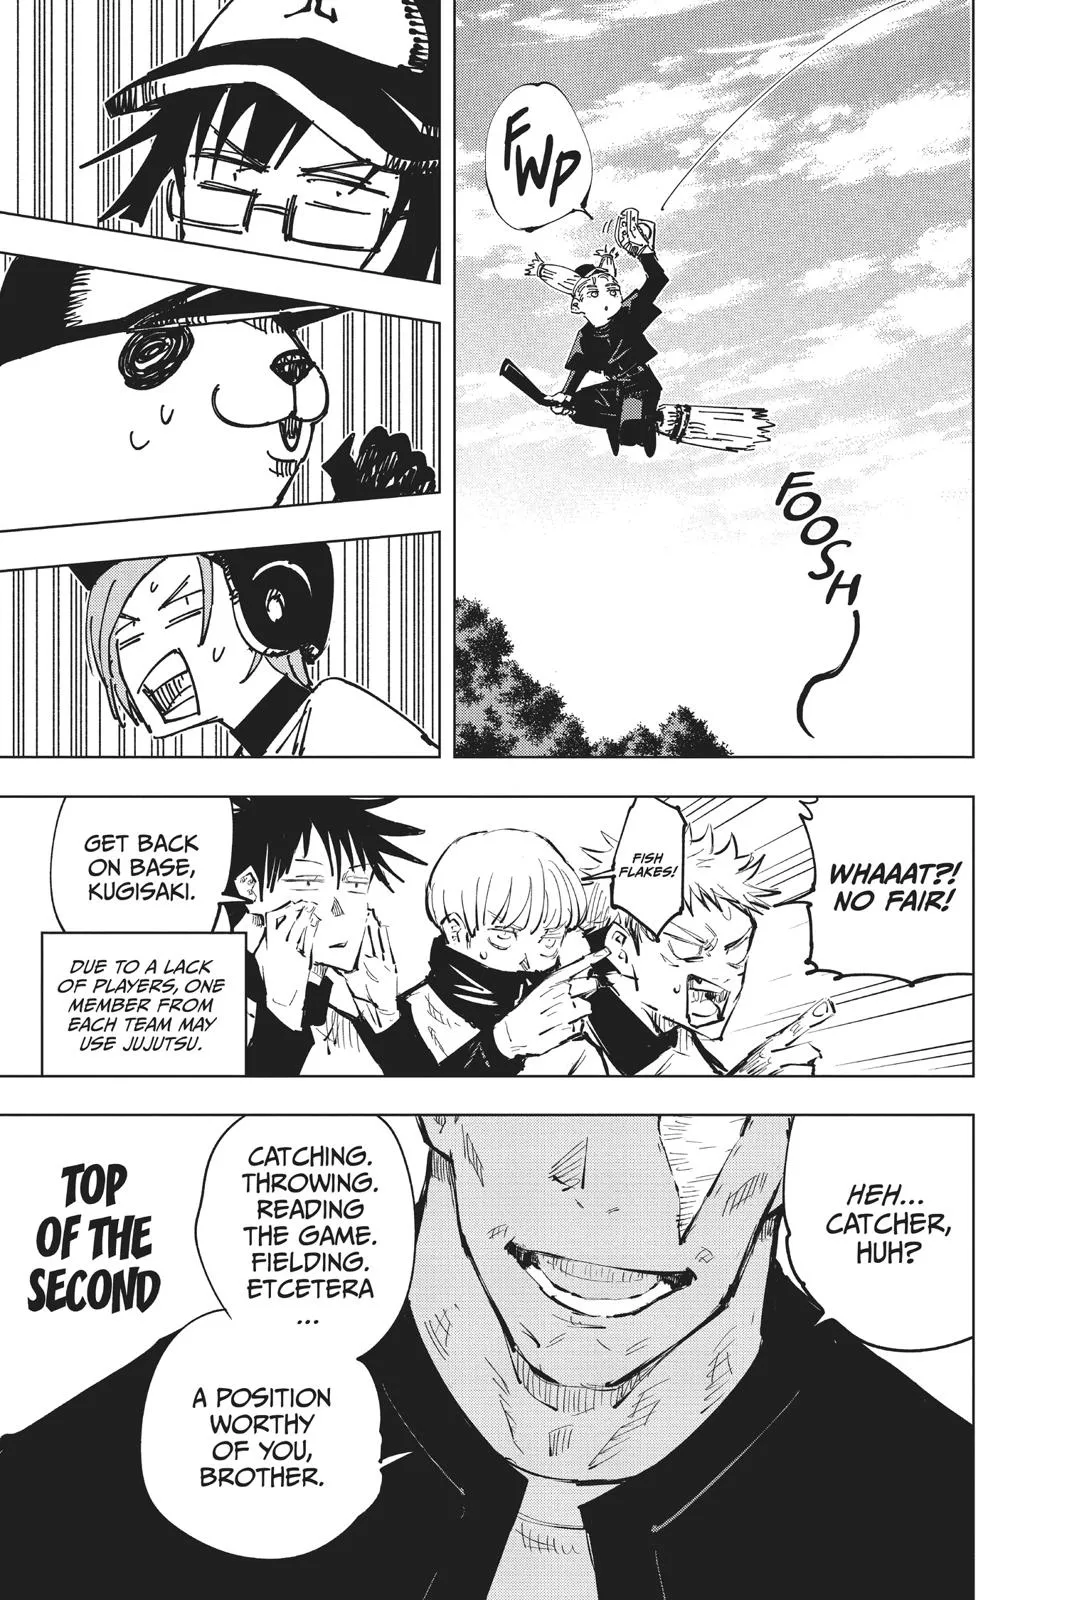 FWP
FOOSH
WHAAAT?!
NO FAIR!
FISH
FLAKES!
GET BACK
ON BASE,
KUGISAKI.
DUE TO A LACK
OF PLAYERS, ONE
MEMBER FROM
EACH TEAM MAY
USE JUJUTSU.
HEH...
CATCHER,
HUH?
CATCHING.
THROWING.
READING
THE GAME.
FIELDING.
ETCETERA
...
A POSITION
WORTHY
OF YOU,
BROTHER.
TOP
OF THE
SECOND